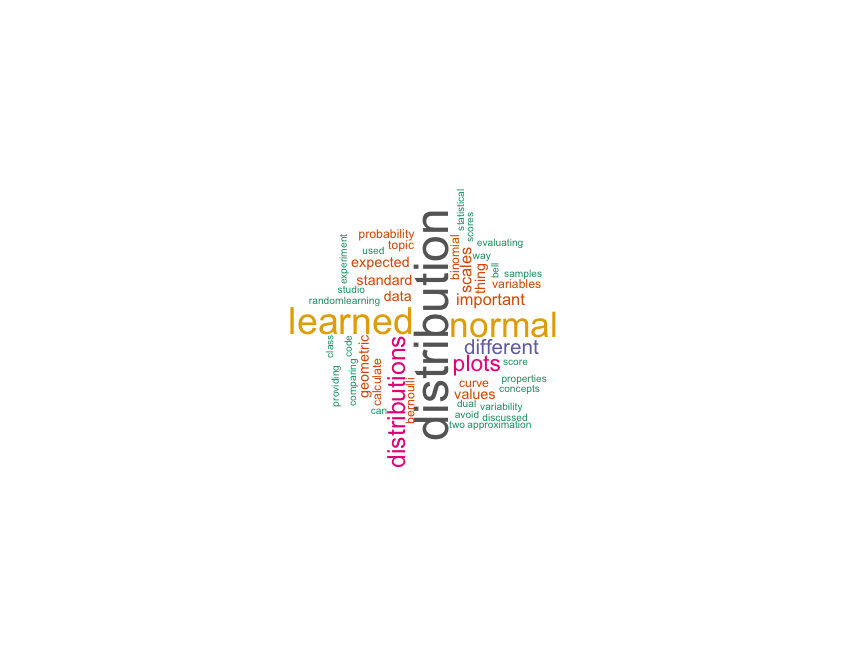 statistical
scores
distribution
probability
topic
used
experiment
expected
binomial
evaluating
way
scales
thing
bell
samples
variables
standard
studio
data
randomlearning
important
learned
normal
class
code
geometric
distributions
different
plots
score
providing
comparing
calculate
bernoulli
can
curve
values
properties
concepts
dual
variability
avoid
discussed
two
approximation